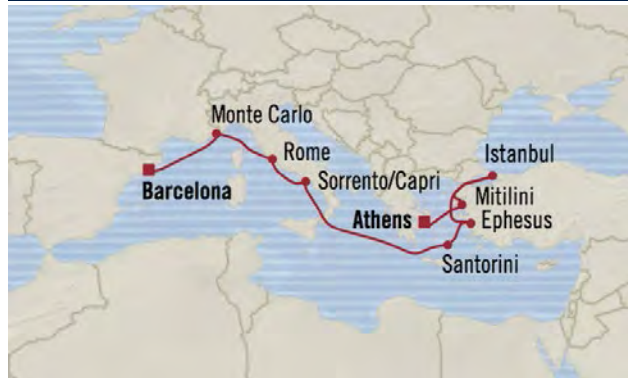 Monte Carlo
Istanbul
Rome
Sorrento/Capri
Barcelona
Mitilini
Athens
Ephesus
Santorini